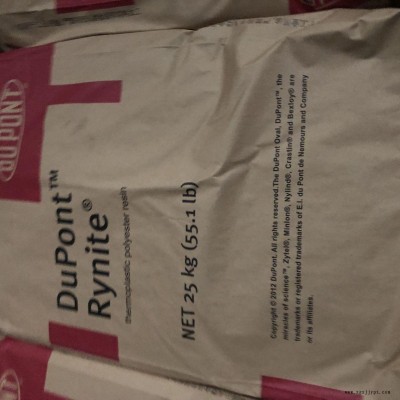 DUPONT
DuPont™
Rynite®
thermoplastic polyester resin
NET 25 kg (55.1 lb)
Copyright © 2012 DuPont. All rights reserved.The DuPont Oval, DuPont™, the
miracles of science™, Zytel®, Minlon®, Nylind®, Crastin® and Bexloy® are
trademarks or registered trademarks of E.I. du Pont de Nemours and Company
or its affiliates.